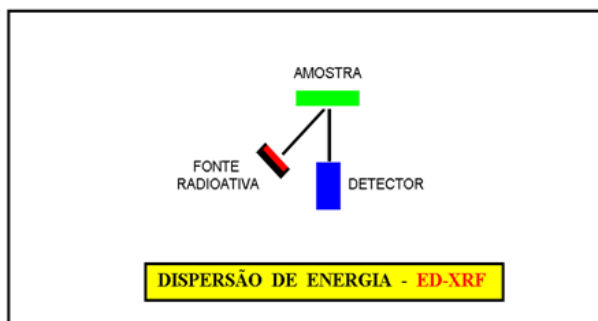 AMOSTRA
FONTE
RADIOATIVA
DETECTOR
DISPERSÃO DE ENERGIA - ED-XRF